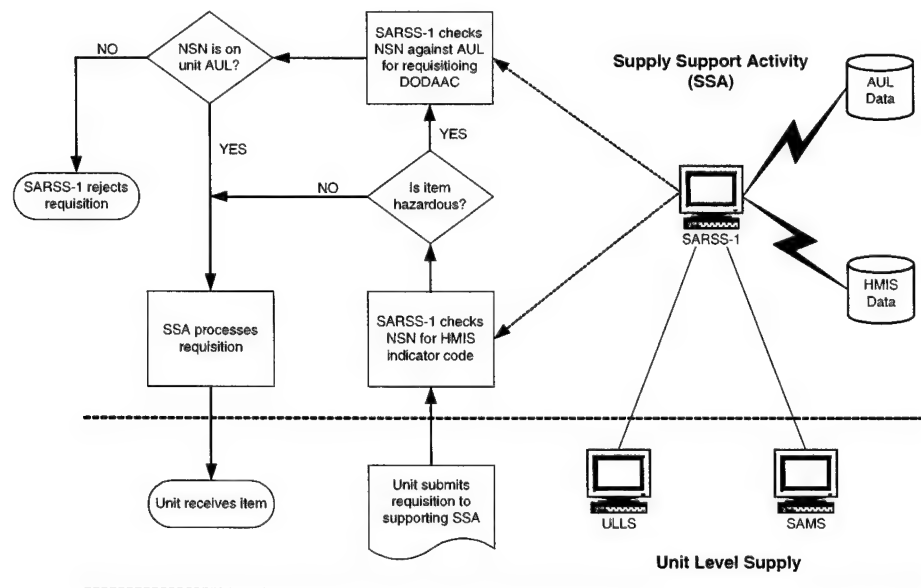 NO
NSN is on
unit AUL?
SARSS-1 checks
NSN against AUL
for requisitioing
DODAAC
Supply Support Activity
(SSA)
AUL
Data
YES
YES
SARSS-1 rejects
requisition
NO
Is item
hazardous?
SARSS-1
HMIS
Data
SSA processes
requisition
SARSS-1 checks
NSN for HMIS
indicator code
Unit receives item
Unit submits
requisition to
supporting SSA
ULLS
SAMS
Unit Level Supply